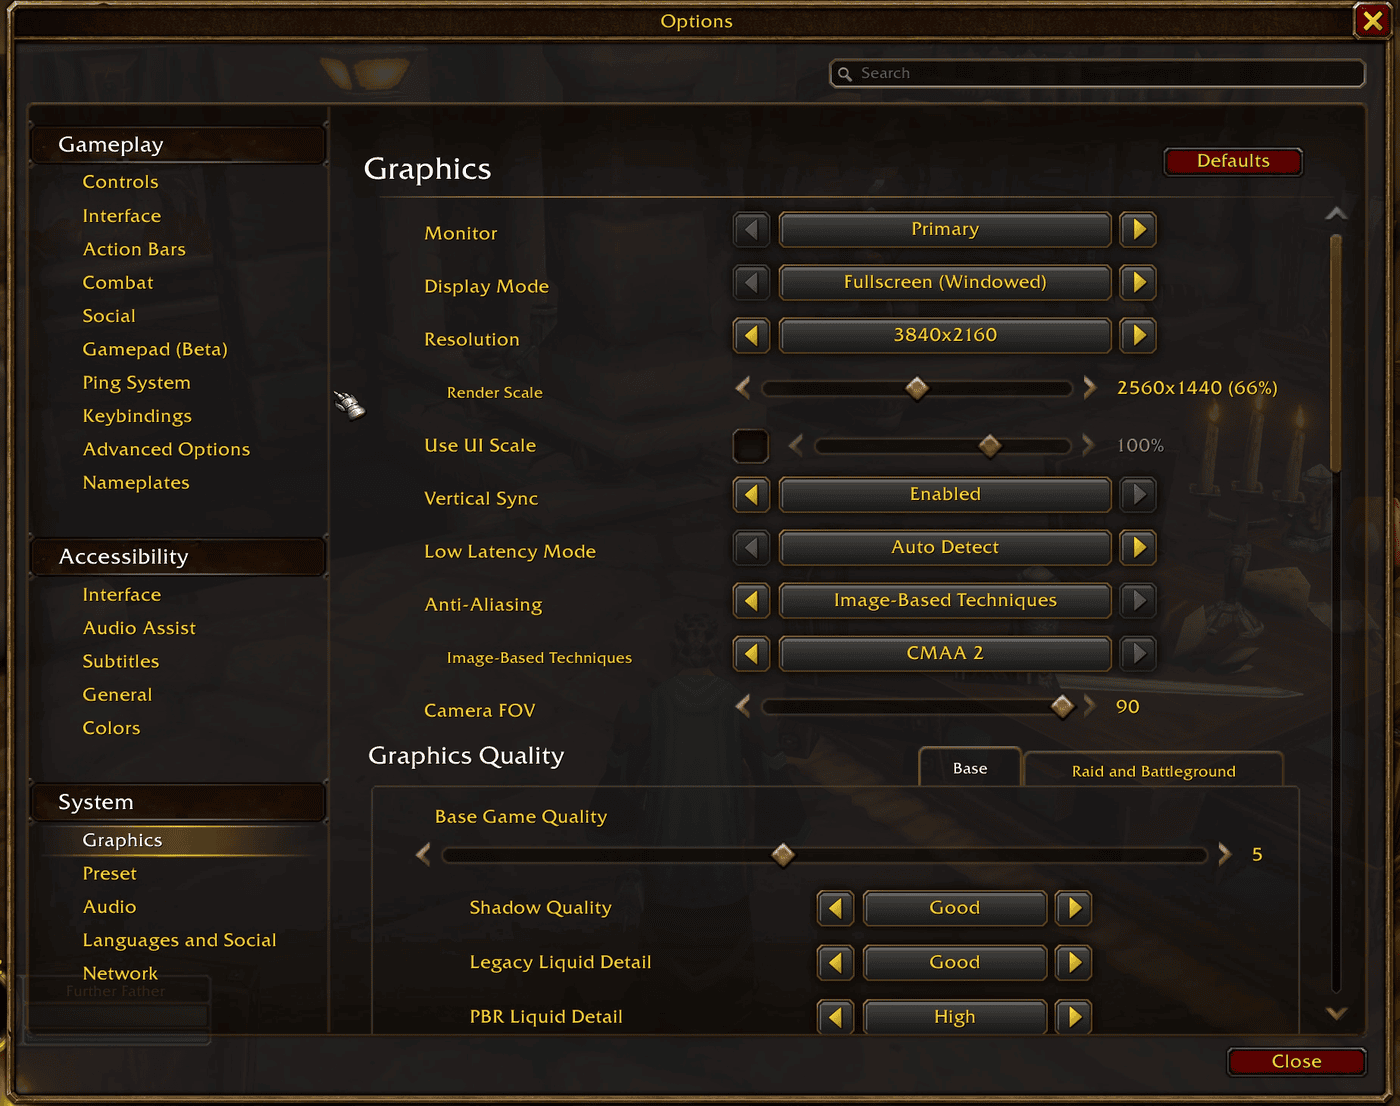 Options
Search
Gameplay
Controls
Interface
Action Bars
Combat
Social
Gamepad (Beta)
Ping System
Keybindings
Advanced Options
Nameplates
Accessibility
Interface
Audio Assist
Subtitles
General
Colors
System
Graphics
Preset
Audio
Languages and Social
Network
Further Father
Graphics
Defaults
Monitor Primary
Display Mode Fullscreen (Windowed)
Resolution 3840x2160
Render Scale 2560x1440 (66%)
Use UI Scale 100%
Vertical Sync Enabled
Low Latency Mode Auto Detect
Anti-Aliasing Image-Based Techniques
Image-Based Techniques CMAA 2
Camera FOV 90
Graphics Quality Base Raid and Battleground
Base Game Quality
5
Shadow Quality Good
Legacy Liquid Detail Good
PBR Liquid Detail High
Close